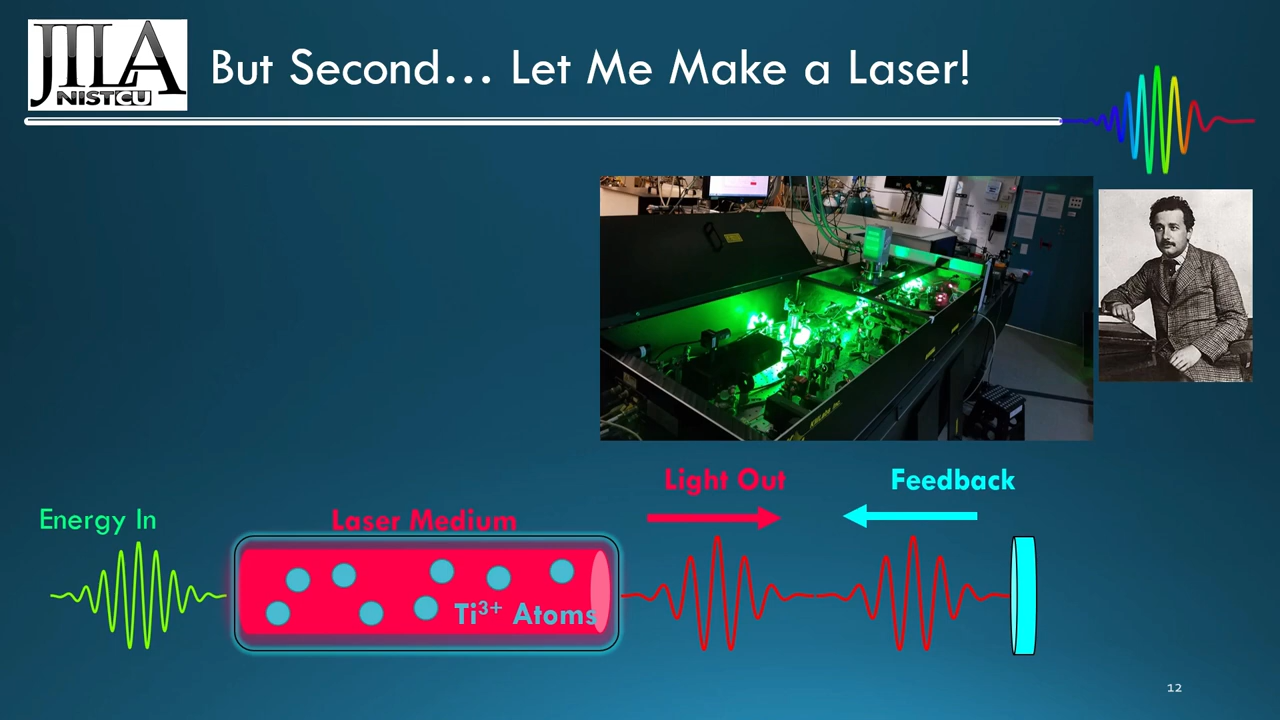 JILA
NIST CU
But Second... Let Me Make a Laser!
Light Out
Feedback
Energy In
Laser Medium
Ti³⁺ Atoms
12